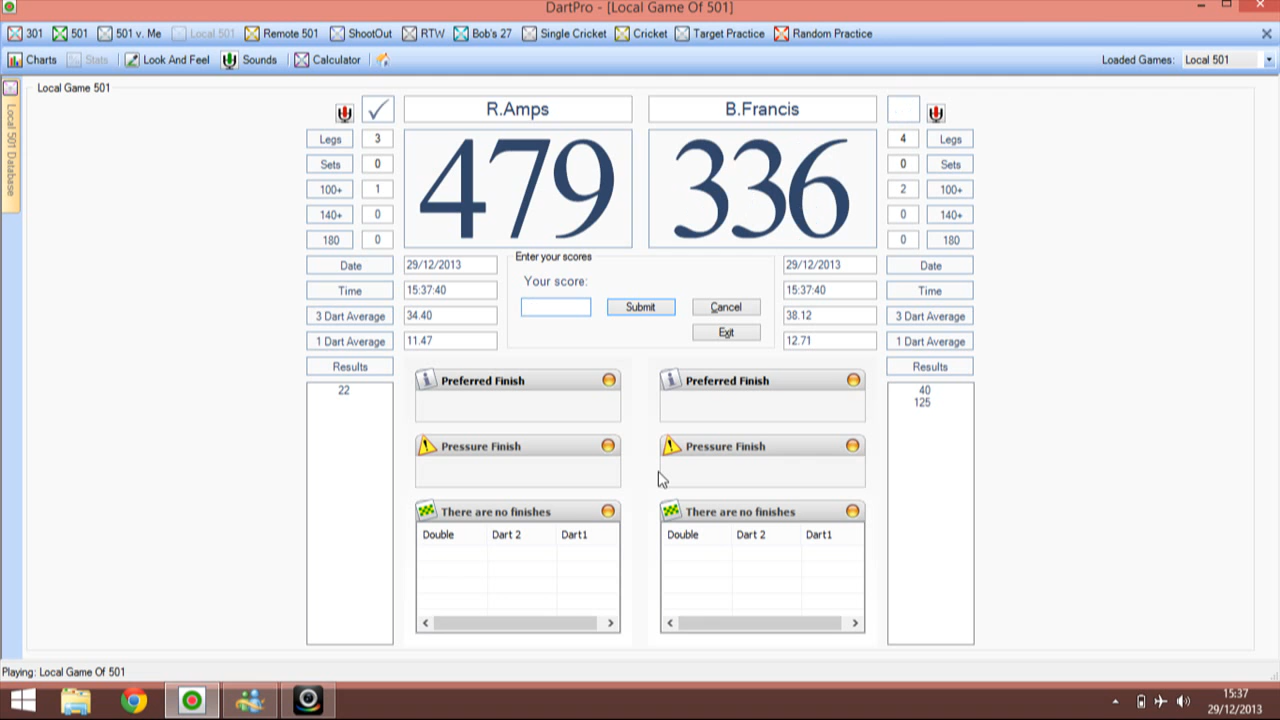 DartPro - [Local Game Of 501]
301 501 501 v. Me Local 501 Remote 501 ShootOut RTW Bob's 27 Single Cricket Cricket Target Practice Random Practice
Charts Stats Look And Feel Sounds Calculator Loaded Games: Local 501
Local Game 501
Local 501 Database
R.Amps B.Francis
479 336
Legs 3 4 Legs
Sets 0 0 Sets
100+ 1 2 100+
140+ 0 0 140+
180 0 0 180
Enter your scores
Date 29/12/2013 29/12/2013 Date
Your score:
Time 15:37:40 15:37:40 Time
Submit Cancel
3 Dart Average 34.40 38.12 3 Dart Average
Exit
1 Dart Average 11.47 12.71 1 Dart Average
Results Results
22 40
125
Preferred Finish Preferred Finish
Pressure Finish Pressure Finish
There are no finishes There are no finishes
Double Dart 2 Dart1 Double Dart 2 Dart1
Playing: Local Game Of 501
15:37
29/12/2013